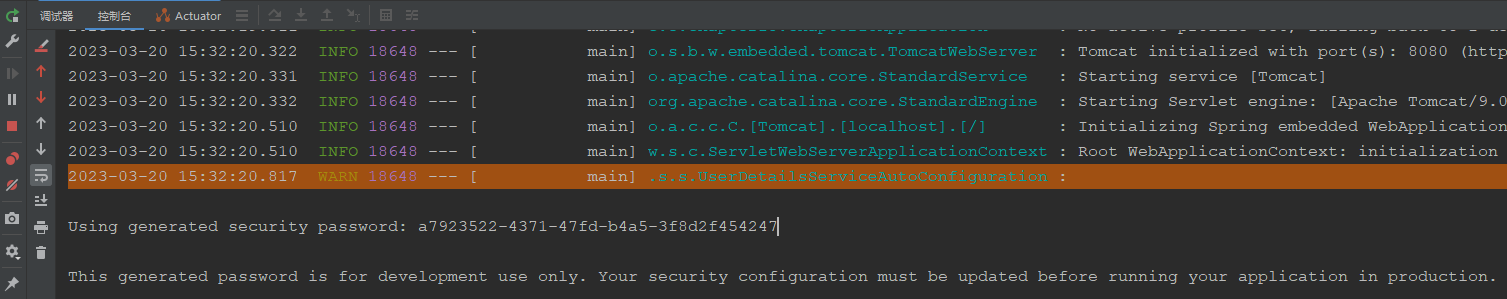 调试器 控制台 Actuator
2023-03-20 15:32:20.322 INFO 18648 --- [ main] o.s.b.w.embedded.tomcat.TomcatWebServer : Tomcat initialized with port(s): 8080 (http
2023-03-20 15:32:20.331 INFO 18648 --- [ main] o.apache.catalina.core.StandardService : Starting service [Tomcat]
2023-03-20 15:32:20.332 INFO 18648 --- [ main] org.apache.catalina.core.StandardEngine : Starting Servlet engine: [Apache Tomcat/9.0
2023-03-20 15:32:20.510 INFO 18648 --- [ main] o.a.c.c.C.[Tomcat].[localhost].[/] : Initializing Spring embedded WebApplication
2023-03-20 15:32:20.510 INFO 18648 --- [ main] w.s.c.ServletWebServerApplicationContext : Root WebApplicationContext: initialization
2023-03-20 15:32:20.817 WARN 18648 --- [ main] .s.s.UserDetailsServiceAutoConfiguration :
Using generated security password: a7923522-4371-47fd-b4a5-3f8d2f454247
This generated password is for development use only. Your security configuration must be updated before running your application in production.